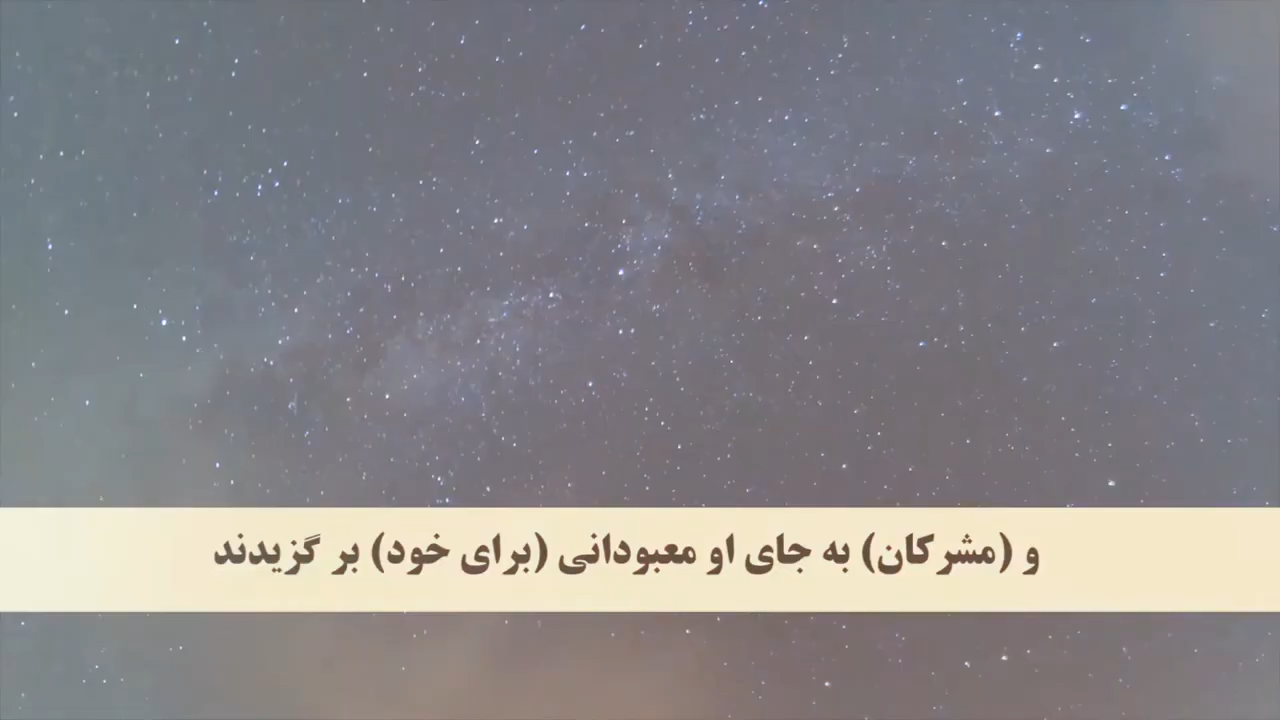 و (مشرکان) به جای او معبودانی (برای خود) بر گزیدند